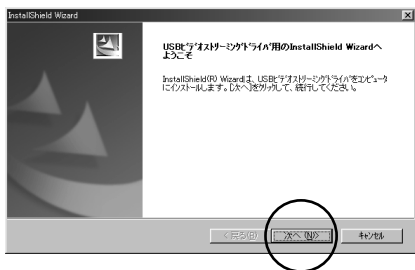 InstallShield Wizard
USBﾋﾞﾃﾞｵｽﾄﾘｰﾐﾝｸﾞﾄﾞﾗｲﾊﾞ用のInstallShield Wizardへ
ようこそ
InstallShield(R) Wizardは、USBﾋﾞﾃﾞｵｽﾄﾘｰﾐﾝｸﾞﾄﾞﾗｲﾊﾞをｺﾝﾋﾟｭｰﾀ
にｲﾝｽﾄｰﾙします。[次へ]をｸﾘｯｸして、続行してください。
< 戻る(B)
次へ (N)>
ｷｬﾝｾﾙ